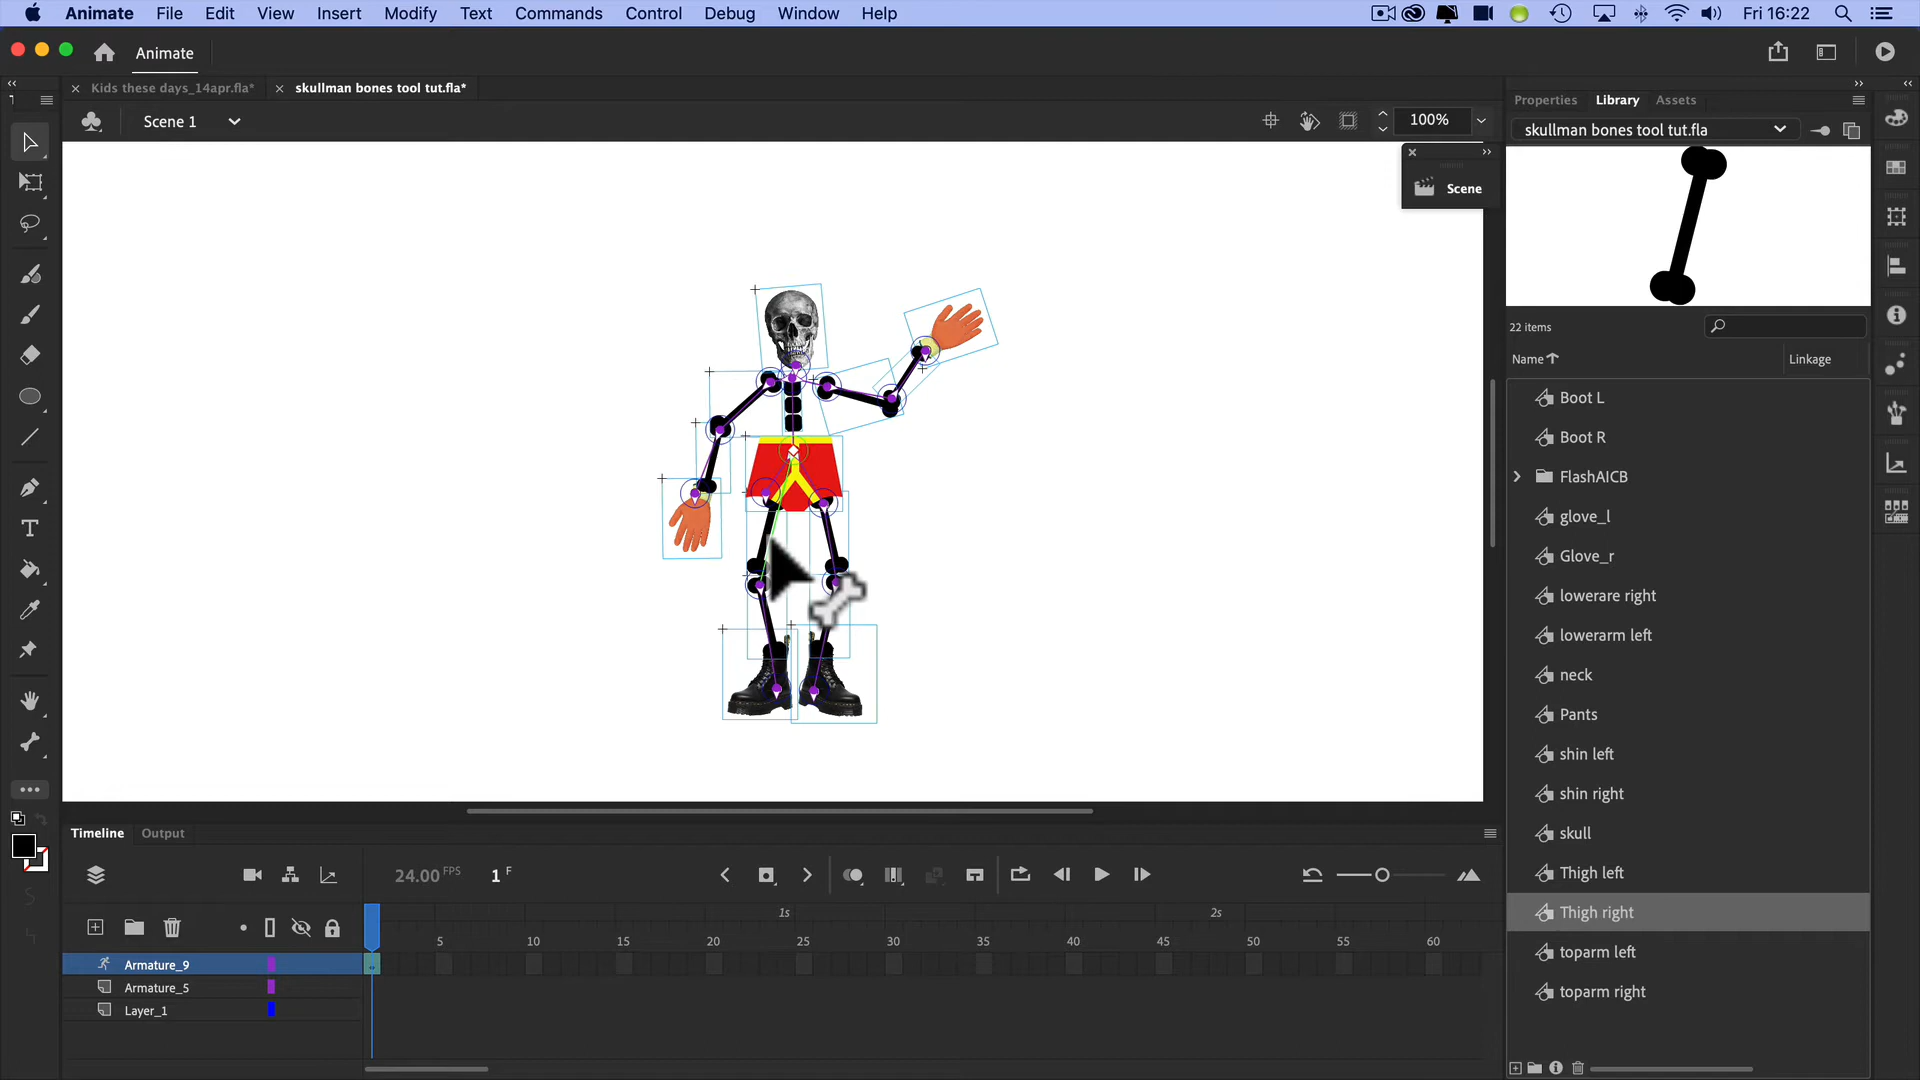 Animate File Edit View Insert Modify Text Commands Control Debug Window Help Fri 16:22
Animate
Kids these days_14apr.fla* skullman bones tool tut.fla*
Scene 1 100%
Scene
Properties Library Assets
skullman bones tool tut.fla
22 items
Name Linkage
Boot L
Boot R
FlashAICB
glove_l
Glove_r
lowerare right
lowerarm left
neck
Pants
shin left
shin right
skull
Thigh left
Thigh right
toparm left
toparm right
Timeline Output
24.00 FPS 1 F
1s 2s
5 10 15 20 25 30 35 40 45 50 55 60
Armature_9
Armature_5
Layer_1